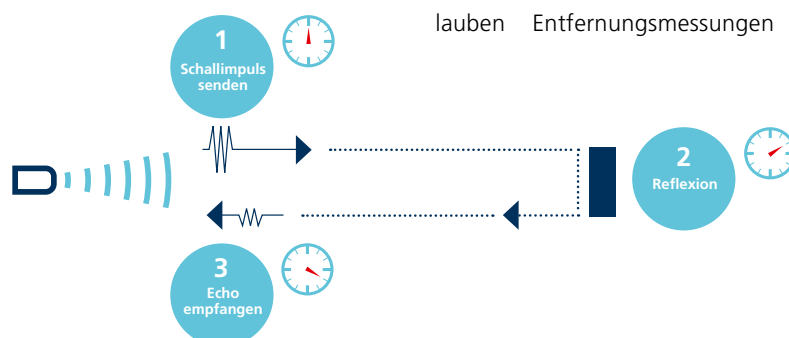 lauben Entfernungsmessungen
1
Schallimpuls
senden
2
Reflexion
3
Echo
empfangen